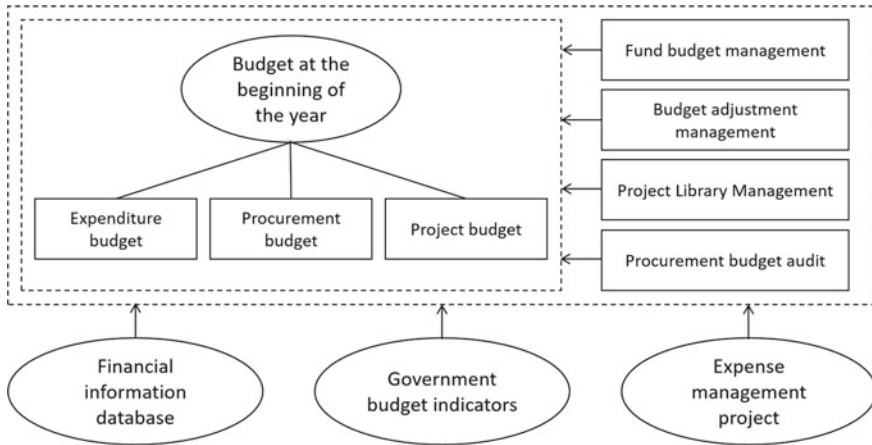 Budget at the
beginning of
the year
Expenditure
budget
Procurement
budget
Project budget
Fund budget management
Budget adjustment
management
Project Library Management
Procurement budget audit
Financial
information
database
Government
budget indicators
Expense
management
project